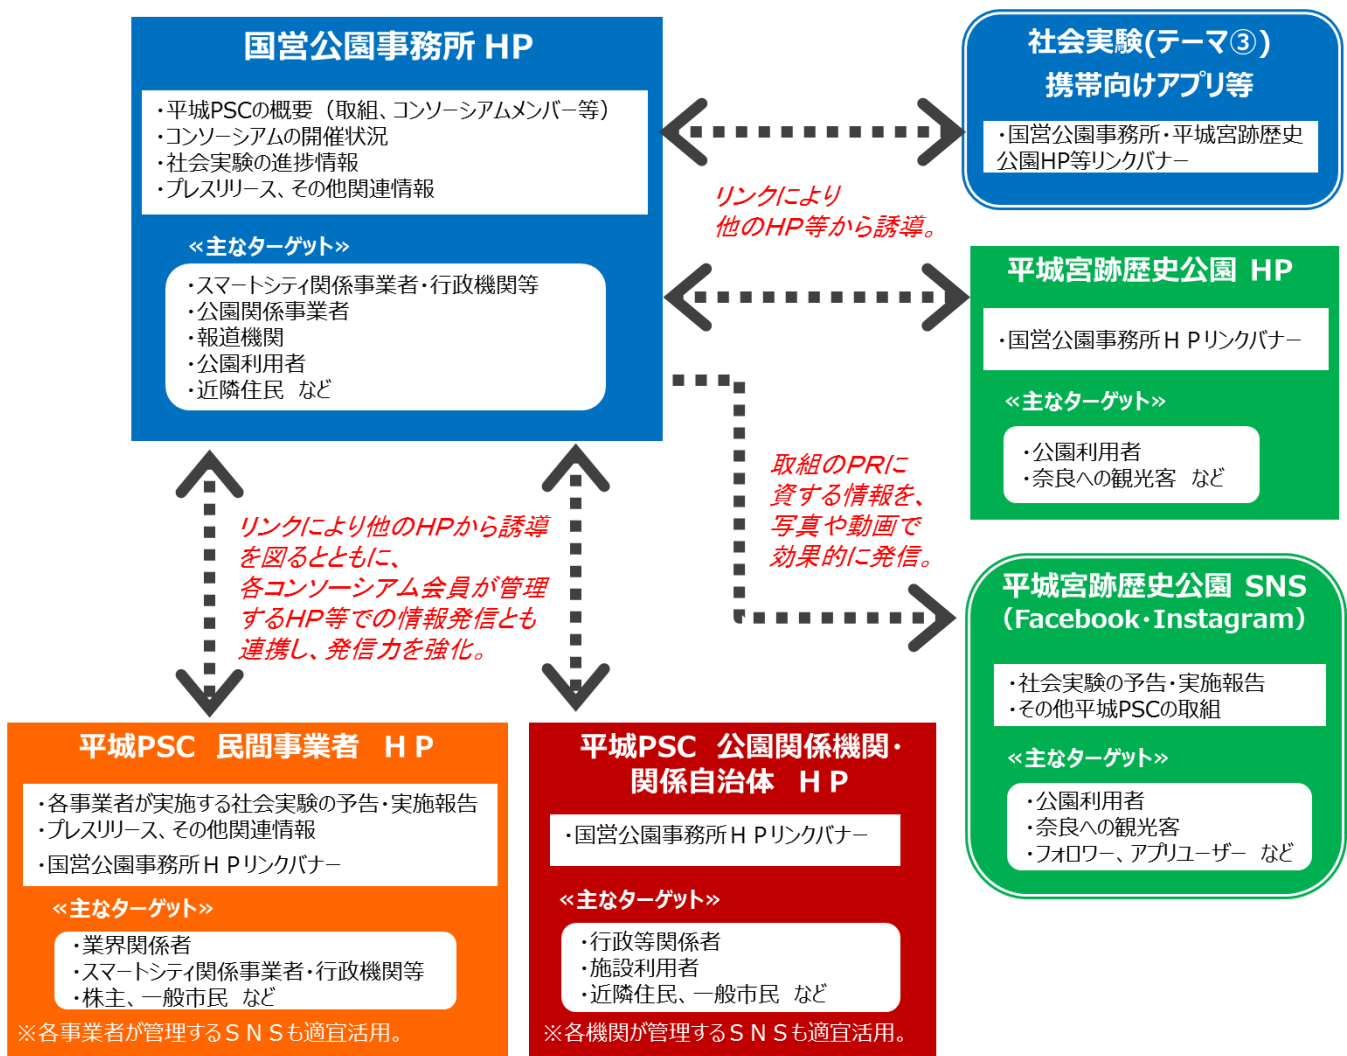 国営公園事務所 HP
・平城PSCの概要（取組、コンソーシアムメンバー等）
・コンソーシアムの開催状況
・社会実験の進捗情報
・プレスリリース、その他関連情報
≪主なターゲット≫
・スマートシティ関係事業者・行政機関等
・公園関係事業者
・報道機関
・公園利用者
・近隣住民　など
社会実験(テーマ③)
携帯向けアプリ等
・国営公園事務所・平城宮跡歴史
公園HP等リンクバナー
リンクにより
他のHP等から誘導。
平城宮跡歴史公園 HP
・国営公園事務所ＨＰリンクバナー
≪主なターゲット≫
・公園利用者
・奈良への観光客　など
取組のPRに
資する情報を、
写真や動画で
効果的に発信。
リンクにより他のHPから誘導
を図るとともに、
各コンソーシアム会員が管理
するHP等での情報発信とも
連携し、発信力を強化。
平城宮跡歴史公園 SNS
（Facebook・Instagram）
・社会実験の予告・実施報告
・その他平城PSCの取組
≪主なターゲット≫
・公園利用者
・奈良への観光客
・フォロワー、アプリユーザー　など
平城PSC　民間事業者　ＨＰ
・各事業者が実施する社会実験の予告・実施報告
・プレスリリース、その他関連情報
・国営公園事務所ＨＰリンクバナー
≪主なターゲット≫
・業界関係者
・スマートシティ関係事業者・行政機関等
・株主、一般市民　など
※各事業者が管理するＳＮＳも適宜活用。
平城PSC　公園関係機関・
関係自治体　ＨＰ
・国営公園事務所ＨＰリンクバナー
≪主なターゲット≫
・行政等関係者
・施設利用者
・近隣住民、一般市民　など
※各機関が管理するＳＮＳも適宜活用。